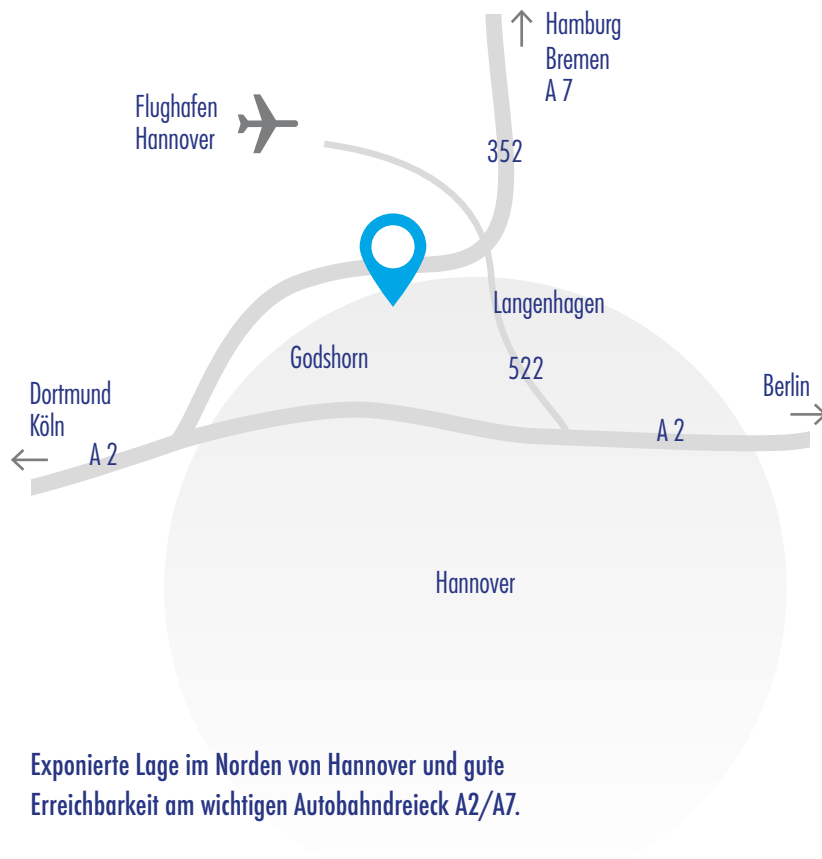 Hamburg
Bremen
A 7
Flughafen
Hannover
352
Langenhagen
Godshorn
522
Dortmund
Köln
A 2
Berlin
A 2
Hannover
Exponierte Lage im Norden von Hannover und gute
Erreichbarkeit am wichtigen Autobahndreieck A2/A7.